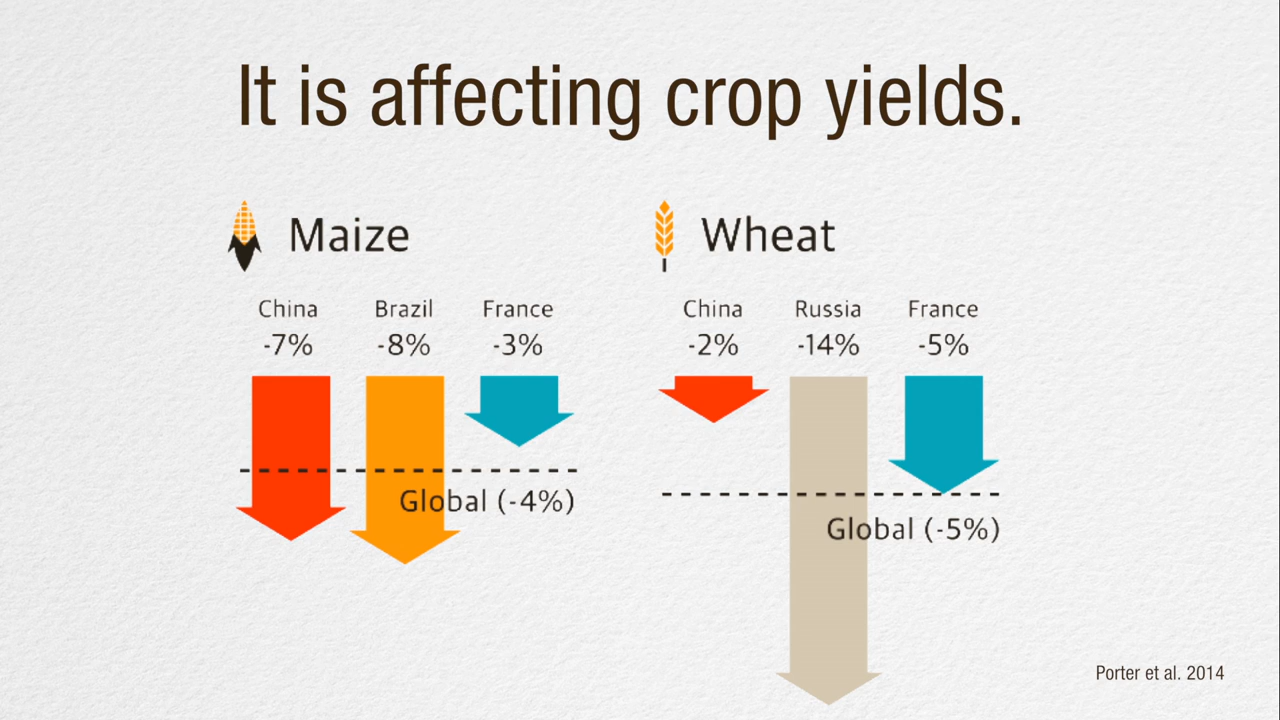 It is affecting crop yields.
Maize
China Brazil France
-7% -8% -3%
Global (-4%)
Wheat
China Russia France
-2% -14% -5%
Global (-5%)
Porter et al. 2014